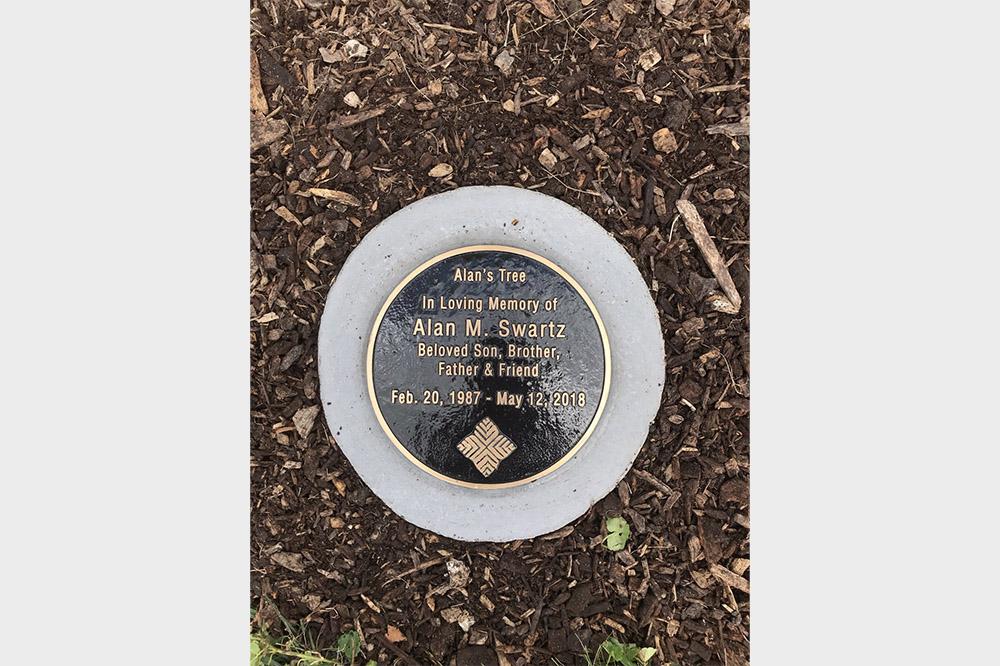 Alan's Tree
In Loving Memory of
Alan M. Swartz
Beloved Son, Brother,
Father & Friend
Feb. 20, 1987 - May 12, 2018